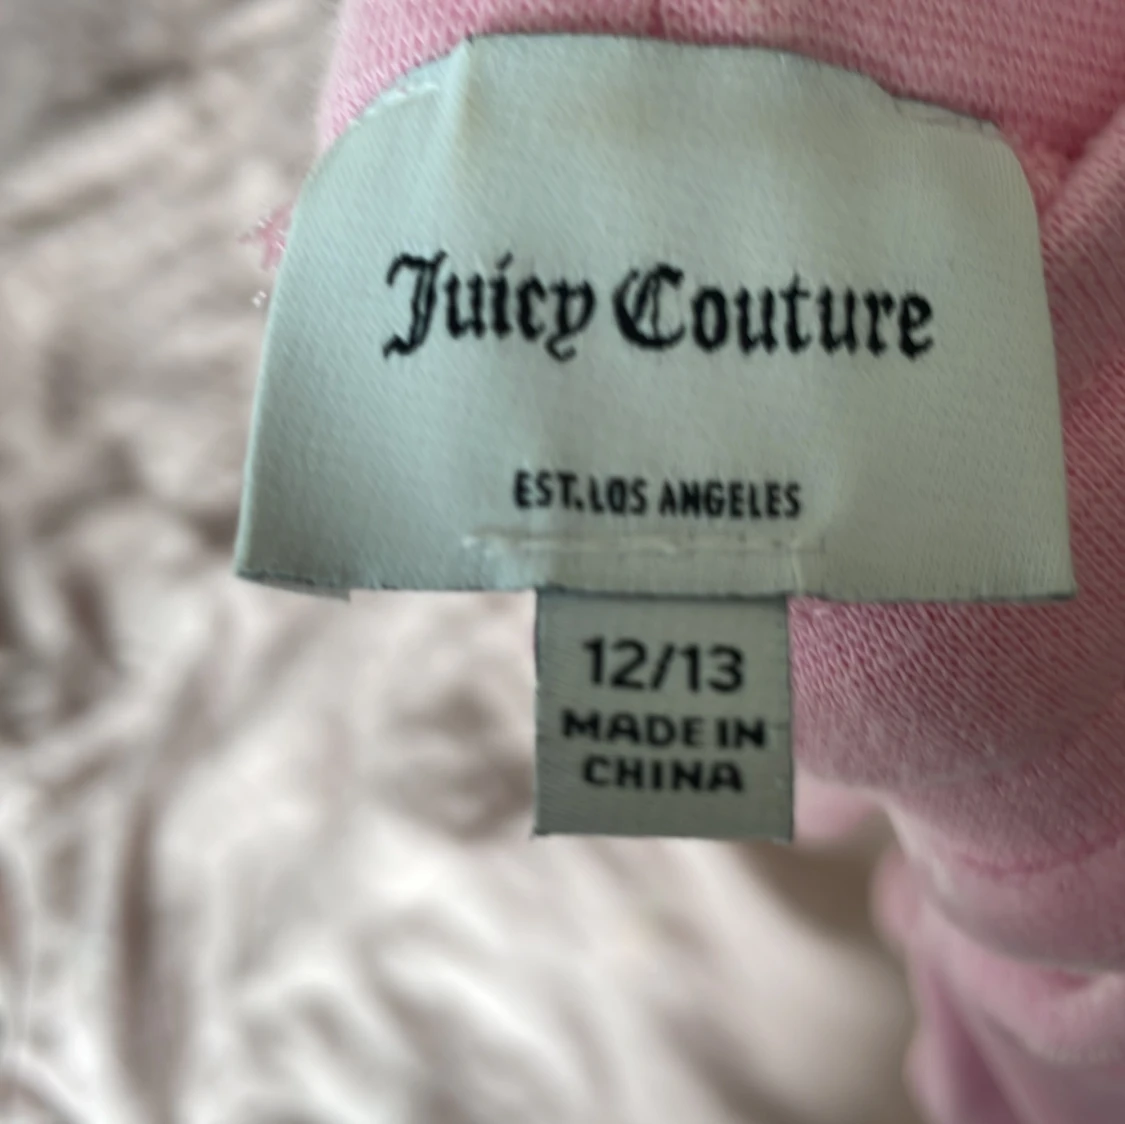 Juicy Couture
EST. LOS ANGELES
12/13
MADE IN
CHINA